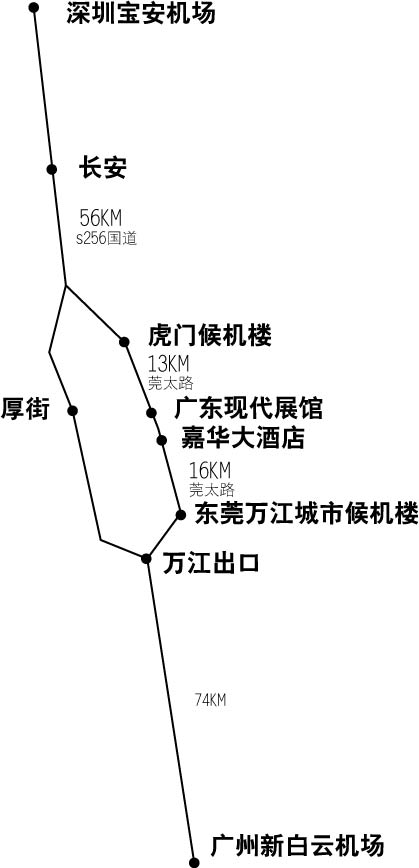 深圳宝安机场
长安
56KM
s256国道
虎门候机楼
13KM
莞太路
厚街
广东现代展馆
嘉华大酒店
16KM
莞太路
东莞万江城市候机楼
万江出口
74KM
广州新白云机场